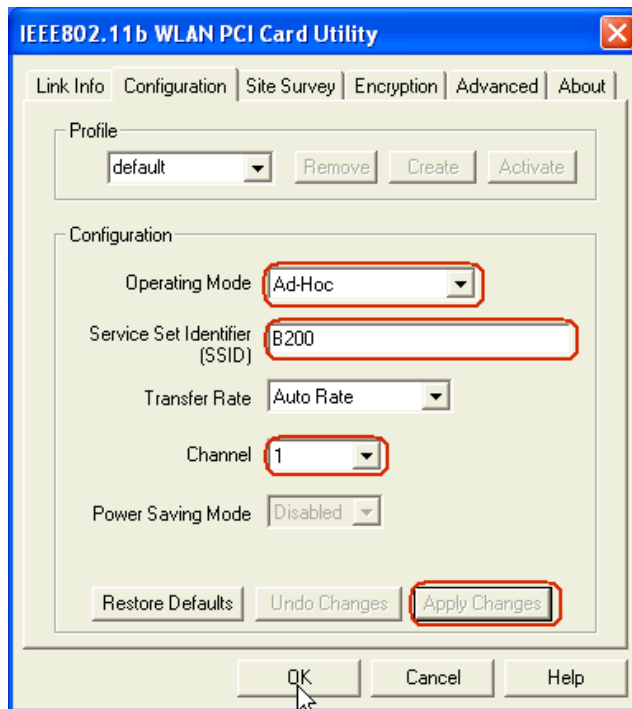 IEEE802.11b WLAN PCI Card Utility
Link Info Configuration Site Survey Encryption Advanced About
Profile
default Remove Create Activate
Configuration
Operating Mode Ad-Hoc
Service Set Identifier (SSID) B200
Transfer Rate Auto Rate
Channel 1
Power Saving Mode Disabled
Restore Defaults Undo Changes Apply Changes
OK Cancel Help